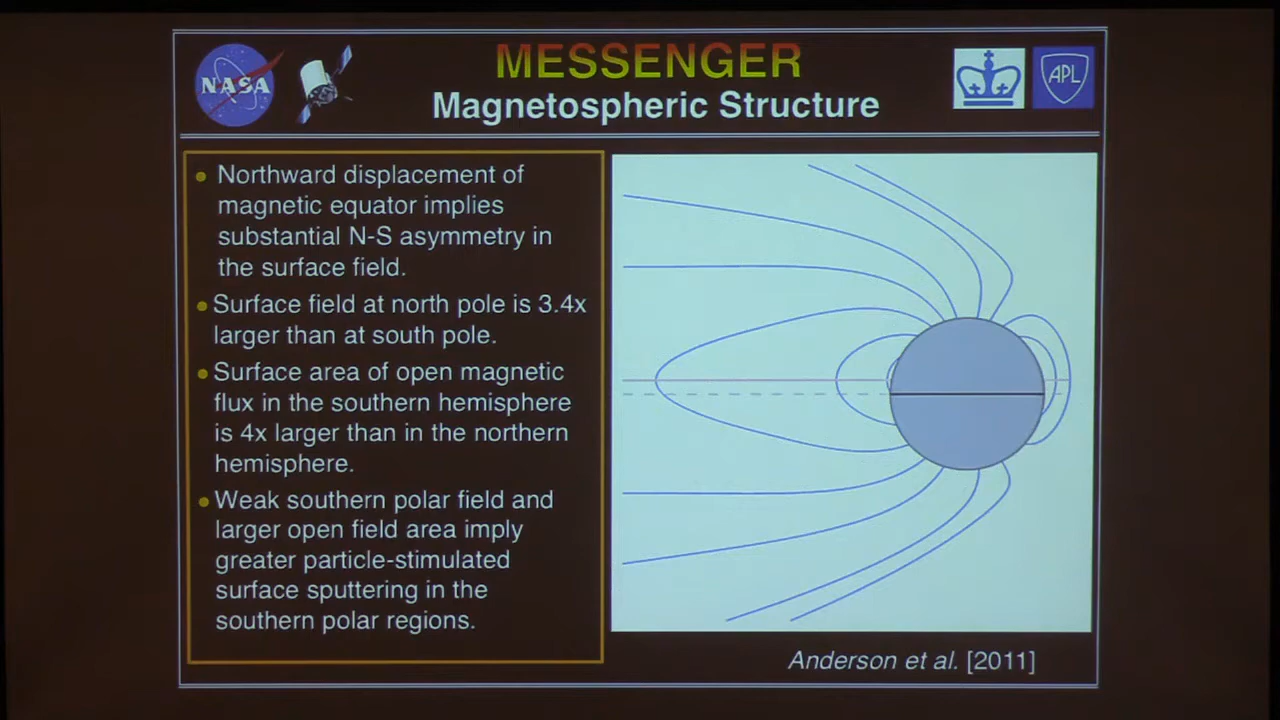 NASA
MESSENGER
APL
Magnetospheric Structure
• Northward displacement of
magnetic equator implies
substantial N-S asymmetry in
the surface field.
• Surface field at north pole is 3.4x
larger than at south pole.
• Surface area of open magnetic
flux in the southern hemisphere
is 4x larger than in the northern
hemisphere.
• Weak southern polar field and
larger open field area imply
greater particle-stimulated
surface sputtering in the
southern polar regions.
Anderson et al. [2011]